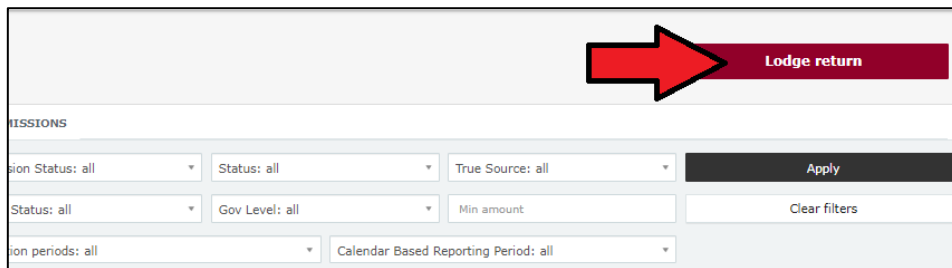 Lodge return
MISSIONS
sion Status: all Status: all True Source: all Apply
Status: all Gov Level: all Min amount Clear filters
ion periods: all Calendar Based Reporting Period: all